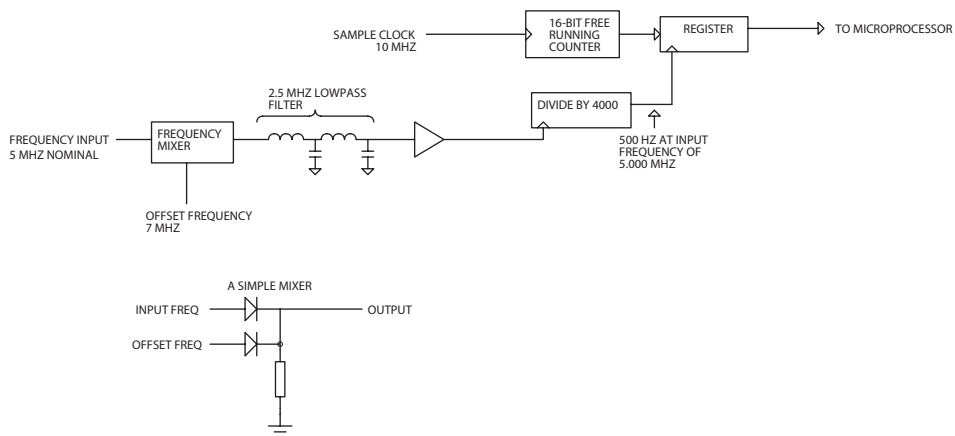 SAMPLE CLOCK
10 MHZ
16-BIT FREE
RUNNING
COUNTER
REGISTER
TO MICROPROCESSOR
2.5 MHZ LOWPASS
FILTER
DIVIDE BY 4000
FREQUENCY INPUT
5 MHZ NOMINAL
FREQUENCY
MIXER
500 HZ AT INPUT
FREQUENCY OF
5.000 MHZ
OFFSET FREQUENCY
7 MHZ
A SIMPLE MIXER
INPUT FREQ
OUTPUT
OFFSET FREQ